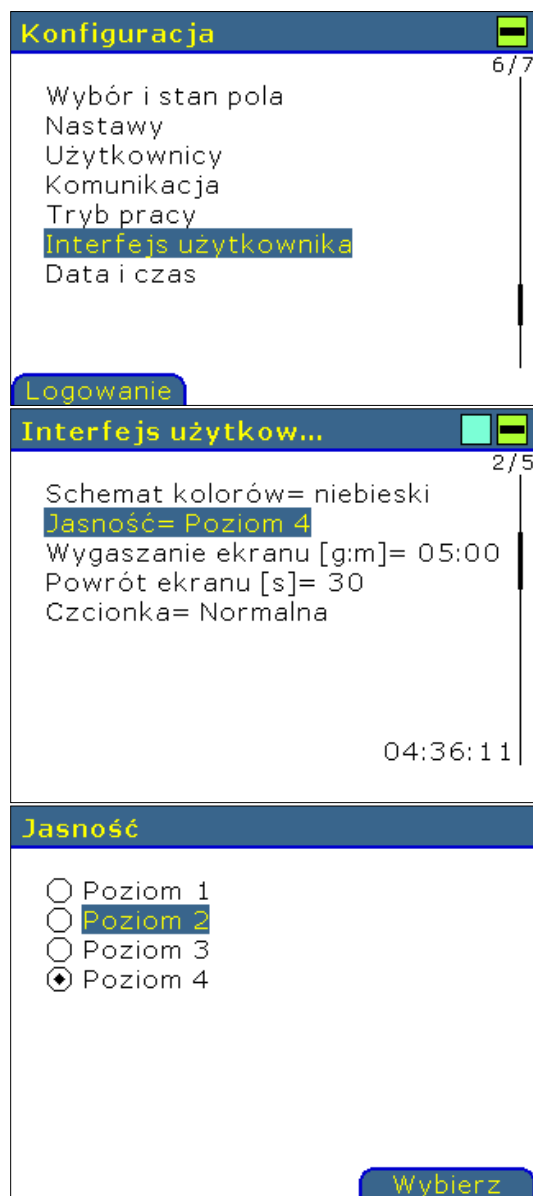 Konfiguracja
6/7
Wybór i stan pola
Nastawy
Użytkownicy
Komunikacja
Tryb pracy
Interfejs użytkownika
Data i czas
Logowanie
Interfejs użytkow...
2/5
Schemat kolorów= niebieski
Jasność= Poziom 4
Wygaszanie ekranu [g:m]= 05:00
Powrót ekranu [s]= 30
Czcionka= Normalna
04:36:11
Jasność
Poziom 1
Poziom 2
Poziom 3
Poziom 4
Wybierz